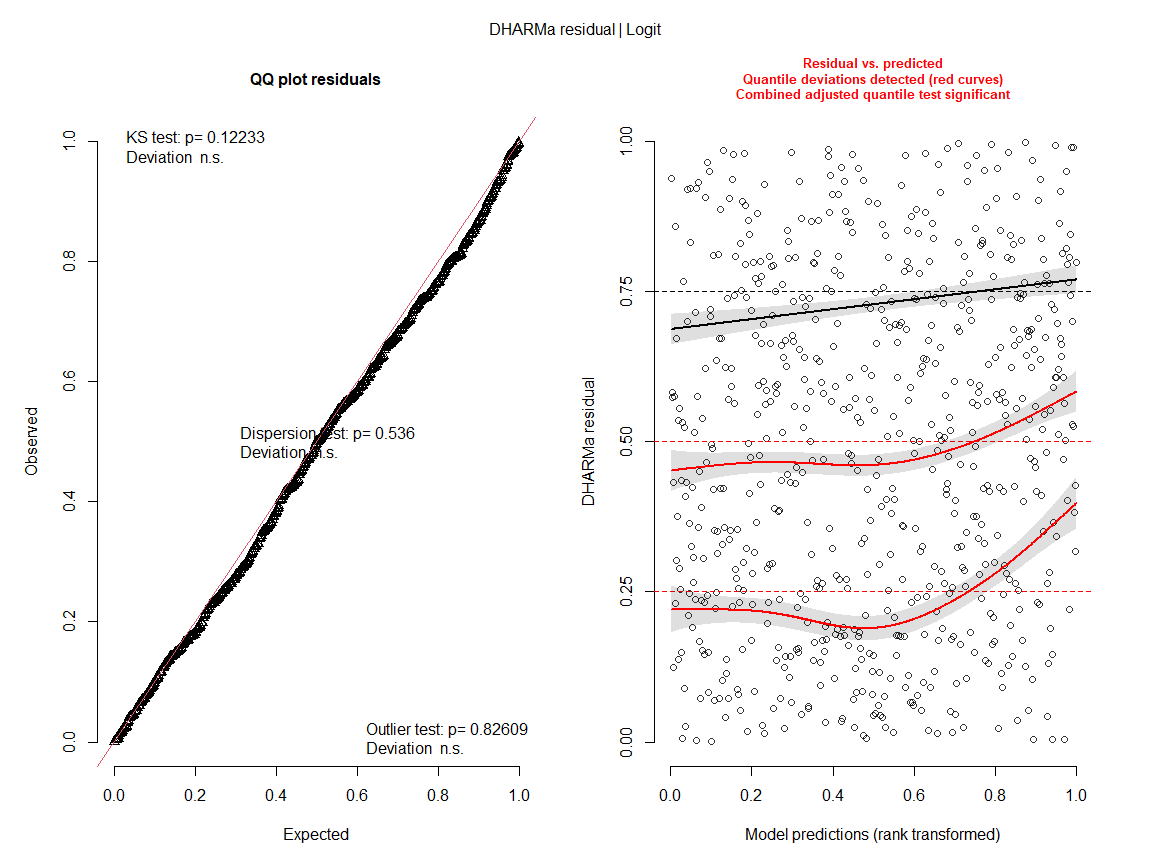 DHARMa residual | Logit
QQ plot residuals
KS test: p= 0.12233
Deviation n.s.
Dispersion test: p= 0.536
Deviation n.s.
Outlier test: p= 0.82609
Deviation n.s.
Observed
0.0
0.2
0.4
0.6
0.8
1.0
0.0
0.2
0.4
0.6
0.8
1.0
Expected
Residual vs. predicted
Quantile deviations detected (red curves)
Combined adjusted quantile test significant
DHARMa residual
0.00
0.25
0.50
0.75
1.00
0.0
0.2
0.4
0.6
0.8
1.0
Model predictions (rank transformed)